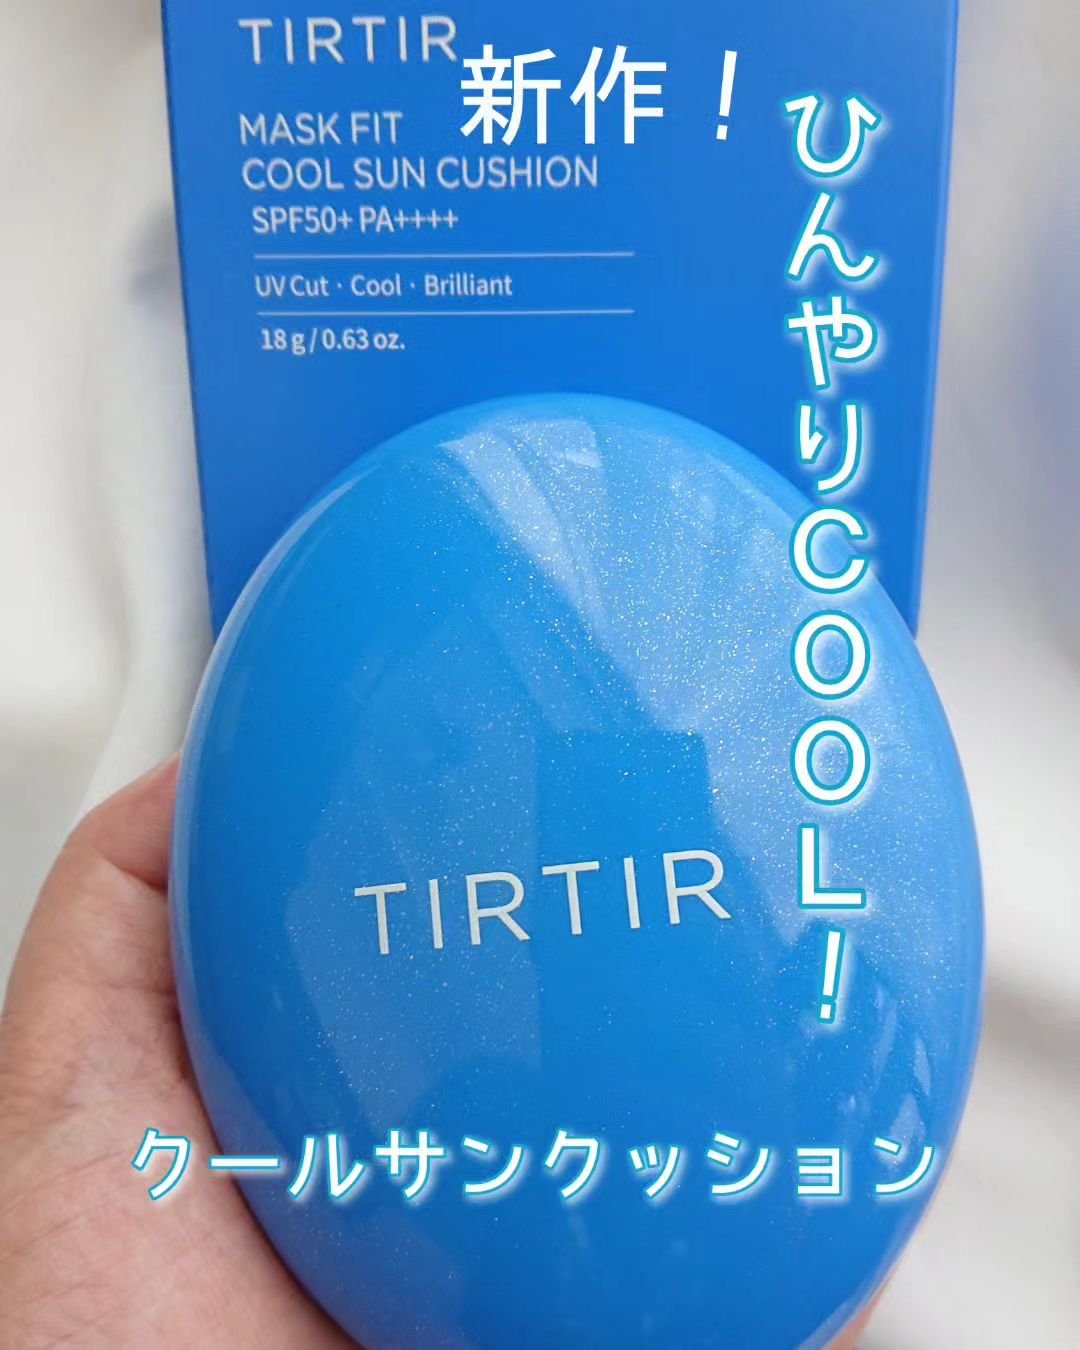 TIRTIR
新作！
MASK FIT
COOL SUN CUSHION
SPF50+ PA++++
UV Cut · Cool · Brilliant
18 g / 0.63 oz.
ひんやりCOOL！
TIRTIR
クールサンクッション